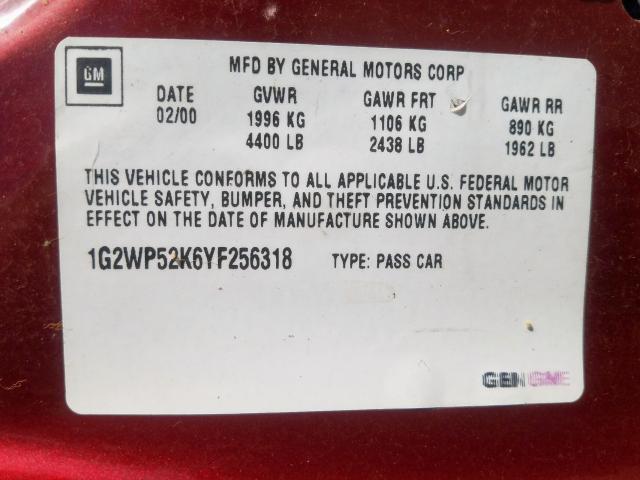 GM
MFD BY GENERAL MOTORS CORP
DATE GVWR GAWR FRT GAWR RR
02/00 1996 KG 1106 KG 890 KG
4400 LB 2438 LB 1962 LB
THIS VEHICLE CONFORMS TO ALL APPLICABLE U.S. FEDERAL MOTOR
VEHICLE SAFETY, BUMPER, AND THEFT PREVENTION STANDARDS IN
EFFECT ON THE DATE OF MANUFACTURE SHOWN ABOVE.
1G2WP52K6YF256318 TYPE: PASS CAR